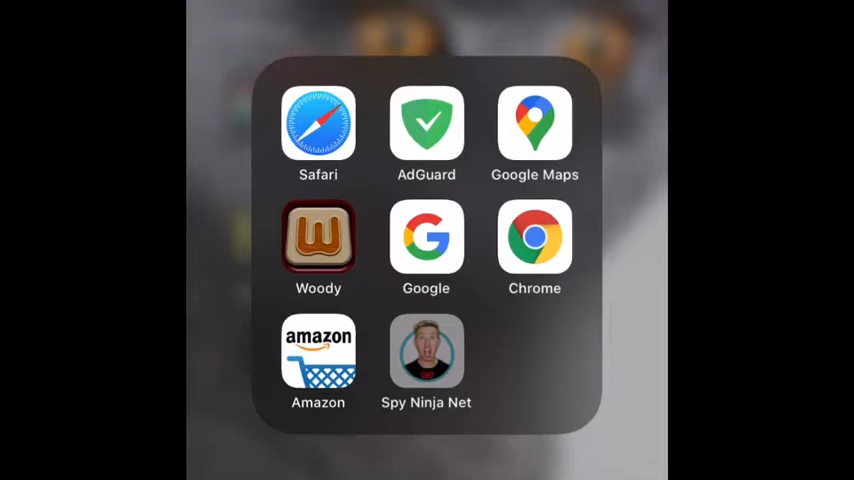 Safari AdGuard Google Maps
W G
Woody Google Chrome
amazon
Amazon Spy Ninja Net